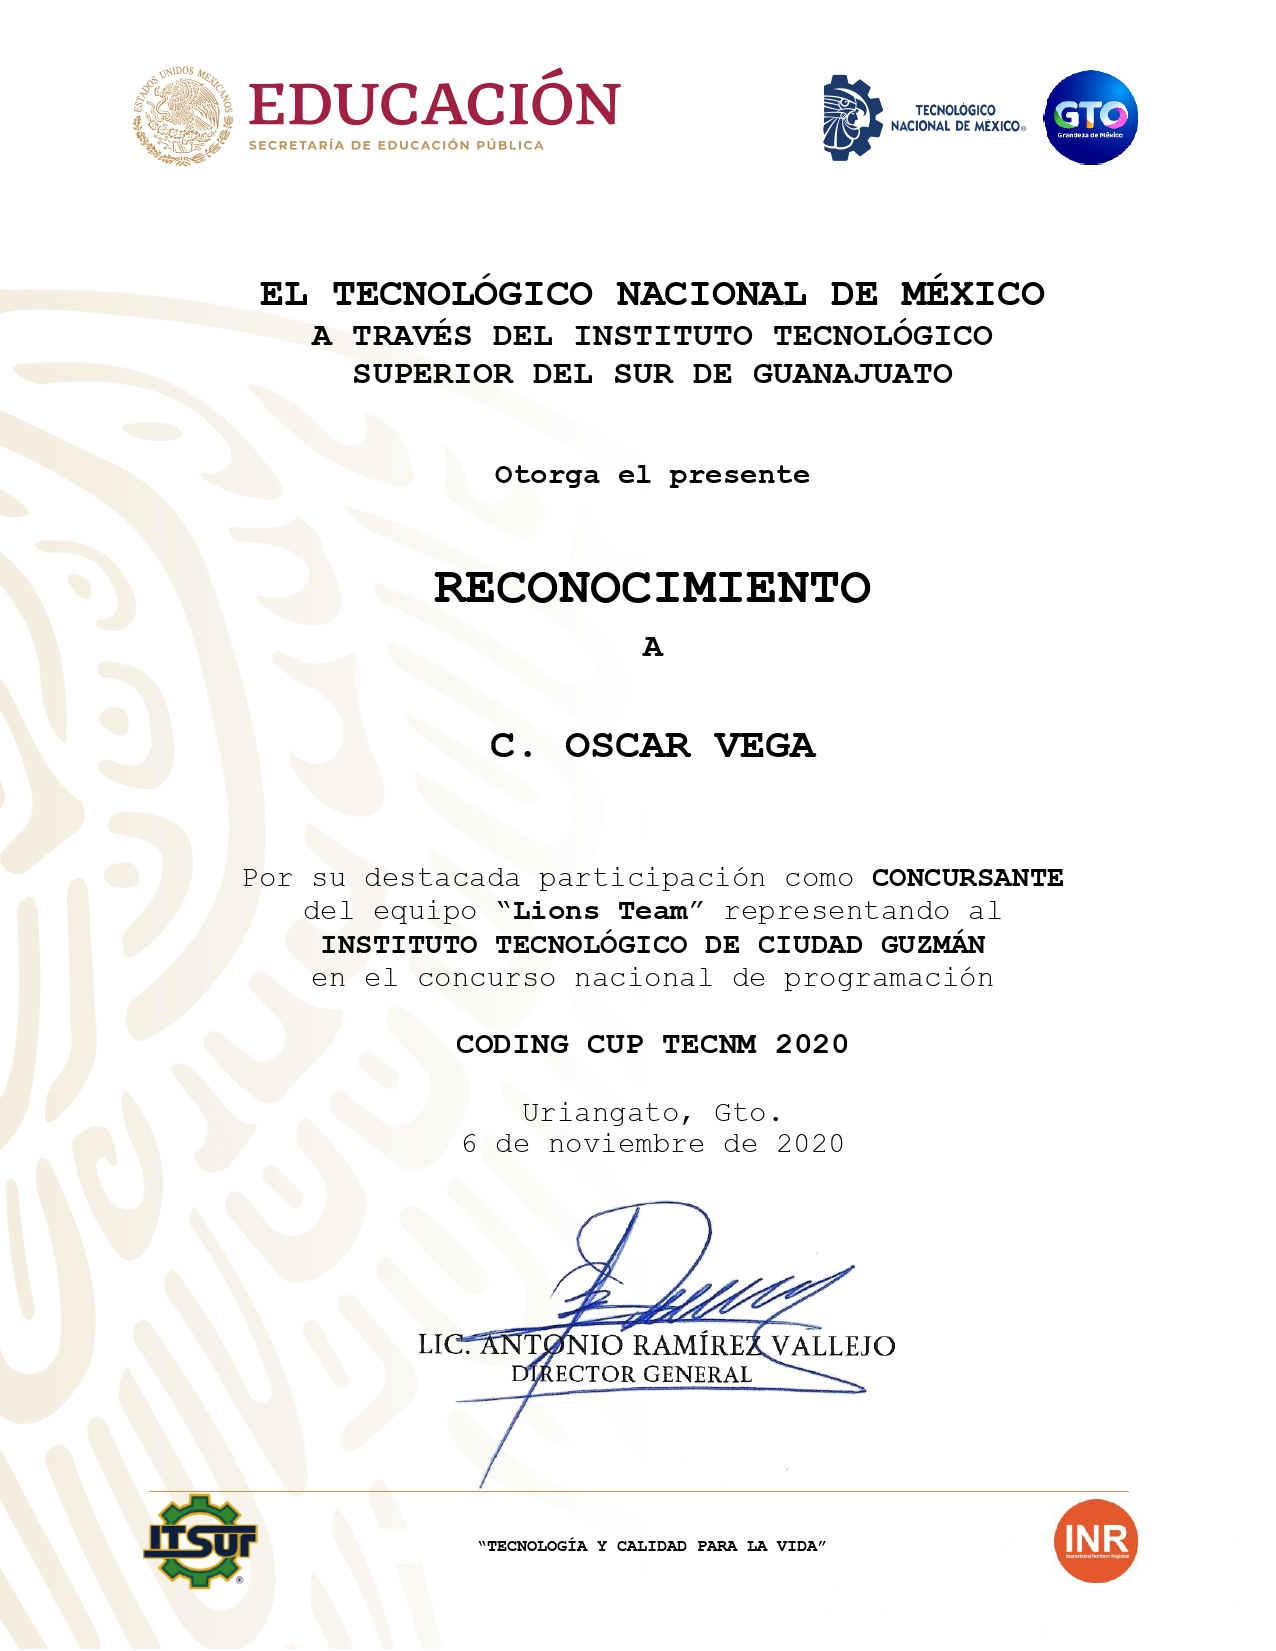 ESTADOS UNIDOS MEXICANOS
EDUCACIÓN
SECRETARÍA DE EDUCACIÓN PÚBLICA
TECNOLÓGICO
NACIONAL DE MÉXICO®
GTO
Grandeza de México
EL TECNOLÓGICO NACIONAL DE MÉXICO
A TRAVÉS DEL INSTITUTO TECNOLÓGICO
SUPERIOR DEL SUR DE GUANAJUATO
Otorga el presente
RECONOCIMIENTO
A
C. OSCAR VEGA
Por su destacada participación como CONCURSANTE
del equipo “Lions Team” representando al
INSTITUTO TECNOLÓGICO DE CIUDAD GUZMÁN
en el concurso nacional de programación
CODING CUP TECNM 2020
Uriangato, Gto.
6 de noviembre de 2020
LIC. ANTONIO RAMÍREZ VALLEJO
DIRECTOR GENERAL
ITSur®
“TECNOLOGÍA Y CALIDAD PARA LA VIDA”
INR
International Northern Registrar